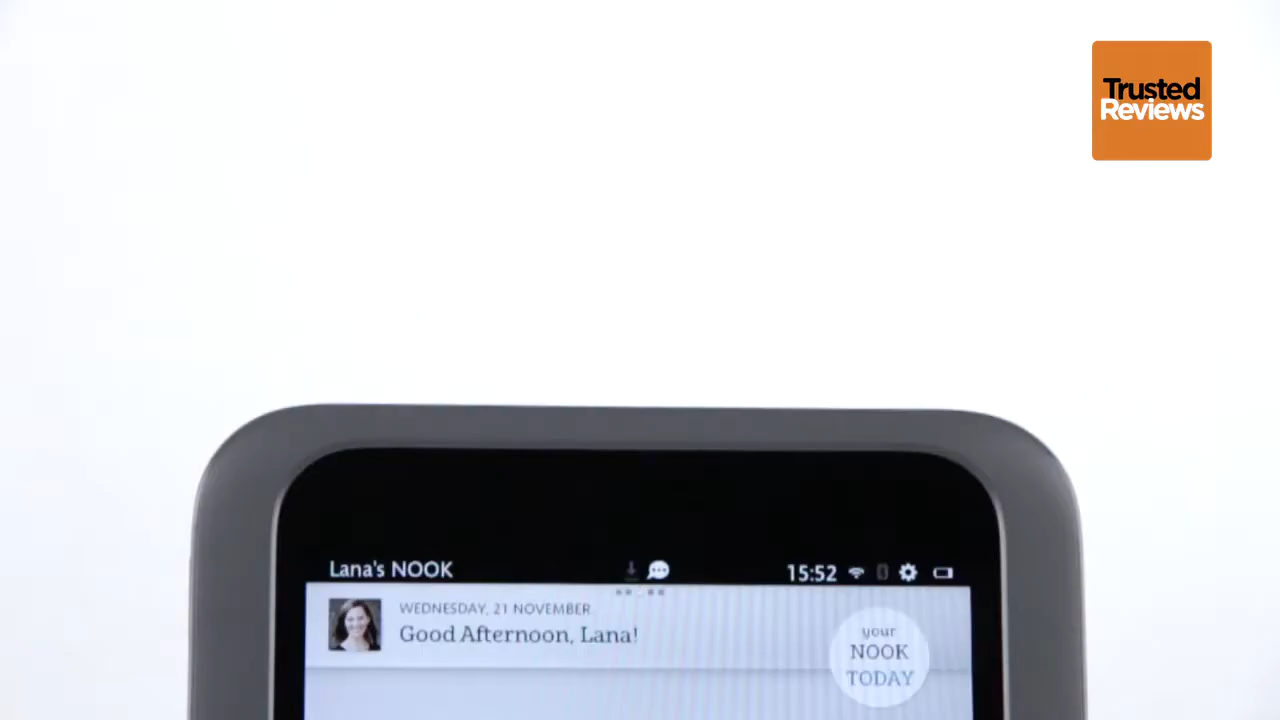 Trusted
Reviews
Lana's NOOK
15:52
WEDNESDAY, 21 NOVEMBER
Good Afternoon, Lana!
your
NOOK
TODAY